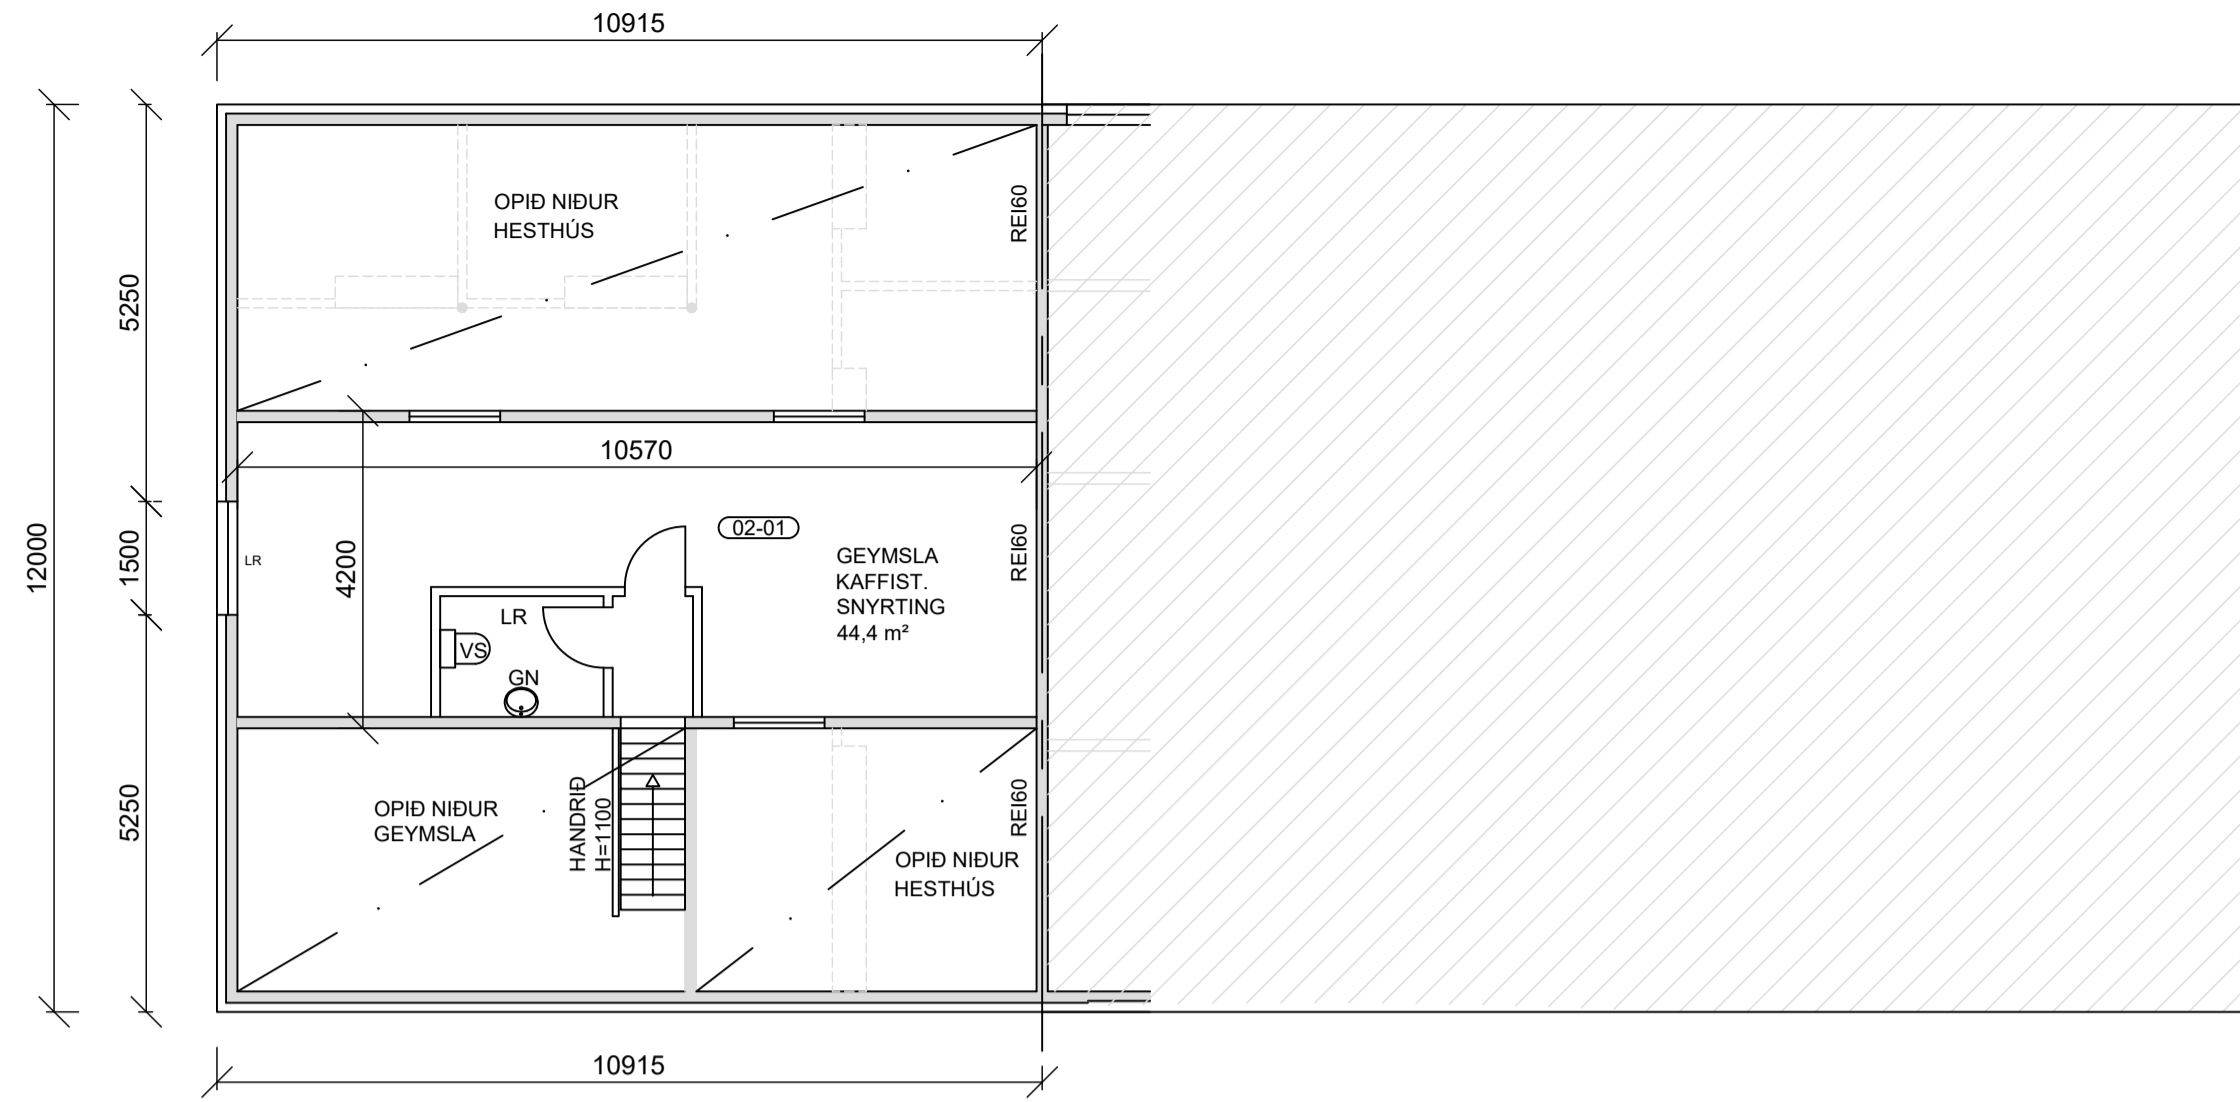 10915
OPIÐ NIÐUR
HESTHÚS
REI60
5250
10570
12000
1500
LR
4200
02-01
GEYMSLA
KAFFIST.
SNYRTING
44,4 m²
REI60
LR
VS
GN
5250
OPIÐ NIÐUR
GEYMSLA
HANDRIÐ
H=1100
REI60
OPIÐ NIÐUR
HESTHÚS
10915